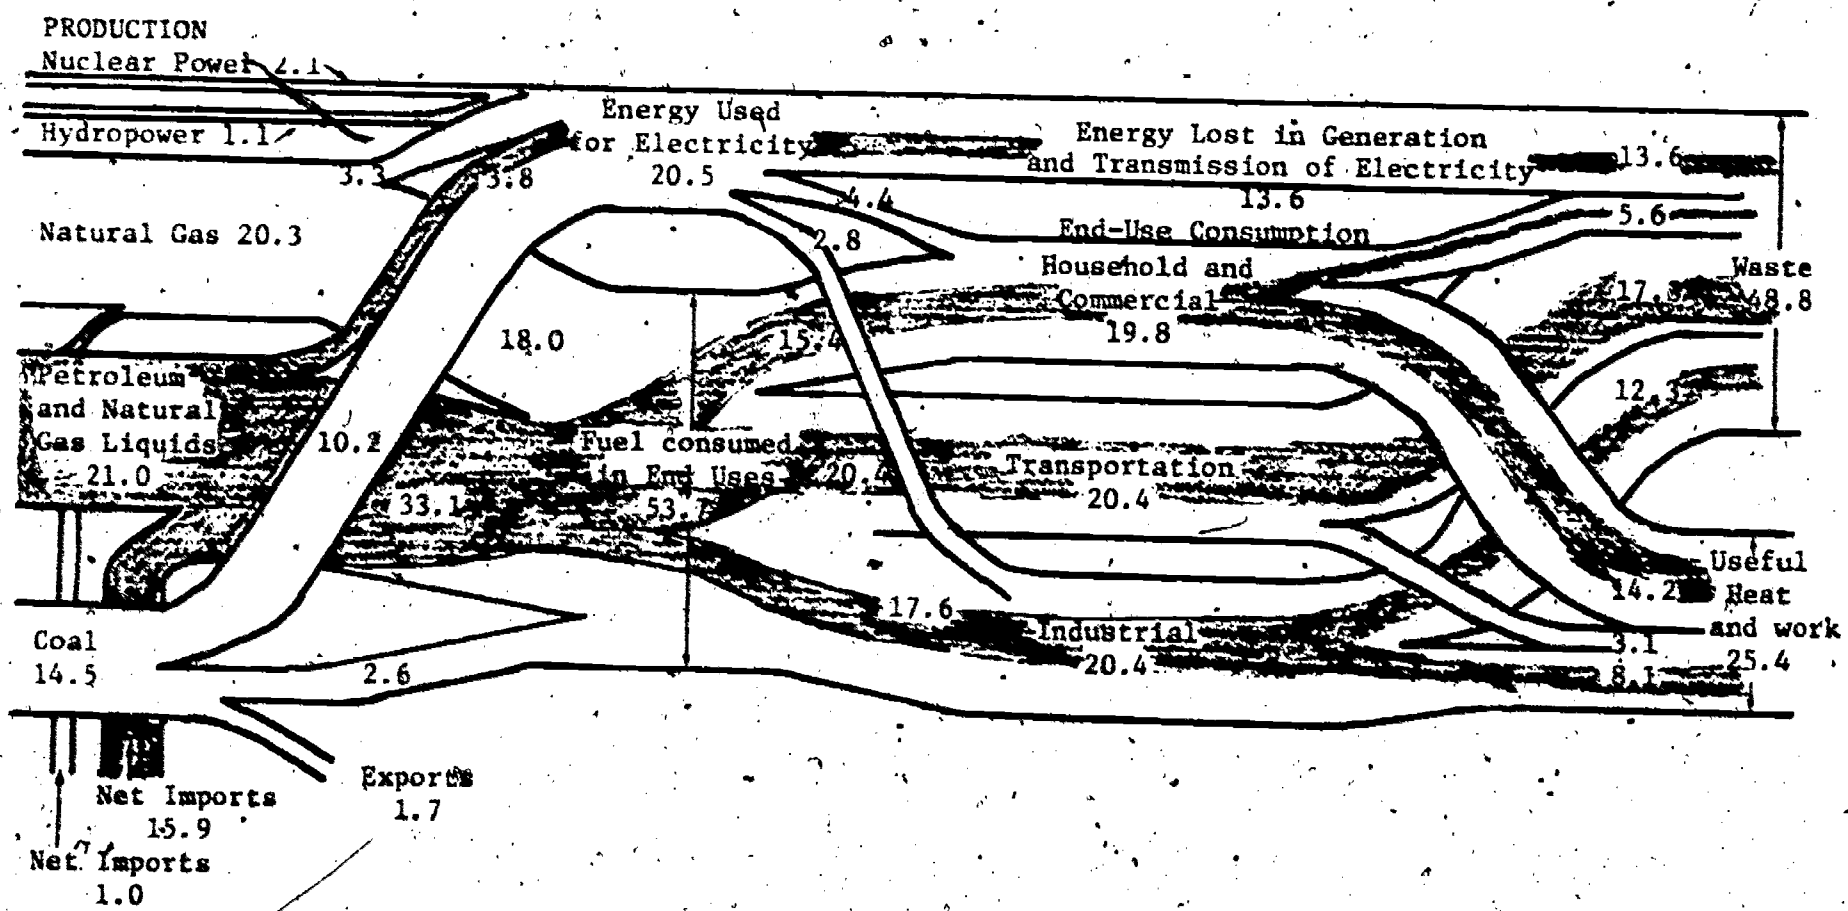 PRODUCTION
Nuclear Power 2.1
Hydropower 1.1
3.3
3.8
Natural Gas 20.3
Energy Used
for Electricity
20.5
Energy Lost in Generation
and Transmission of Electricity
13.6
13.6
4.4
2.8
5.6
End-Use Consumption
Household and
Commercial
19.8
17.3
Waste
48.8
18.0
15.4
Petroleum
and Natural
Gas Liquids
21.0
10.2
33.1
Fuel consumed
in End Uses
53.7
20.4
Transportation
20.4
12.3
Coal
14.5
2.6
17.6
Industrial
20.4
14.2
3.1
8.1
Useful
Heat
and work
25.4
Net Imports
15.9
Exports
1.7
Net Imports
1.0